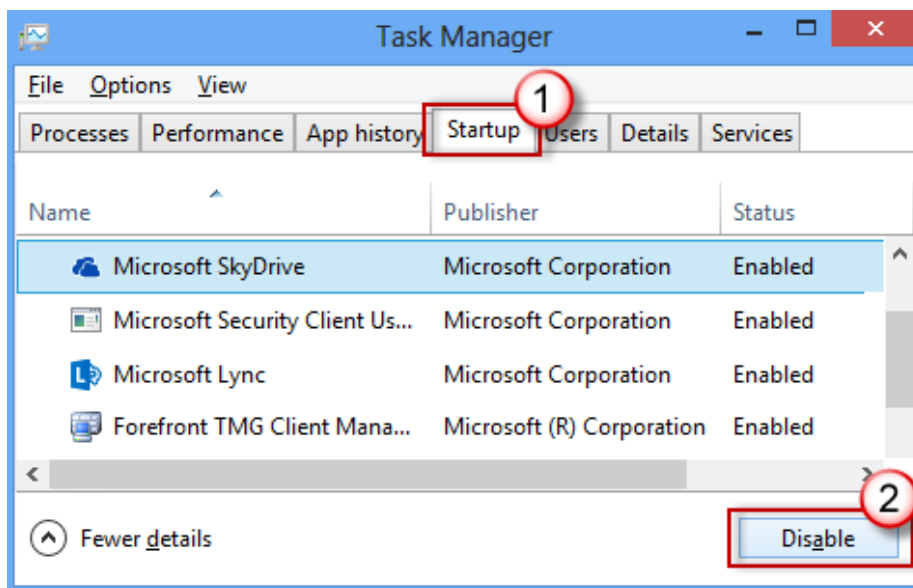 Task Manager
File Options View
1
Processes Performance App history Startup Users Details Services
Name Publisher Status
Microsoft SkyDrive Microsoft Corporation Enabled
Microsoft Security Client Us... Microsoft Corporation Enabled
Microsoft Lync Microsoft Corporation Enabled
Forefront TMG Client Mana... Microsoft (R) Corporation Enabled
2
Fewer details Disable